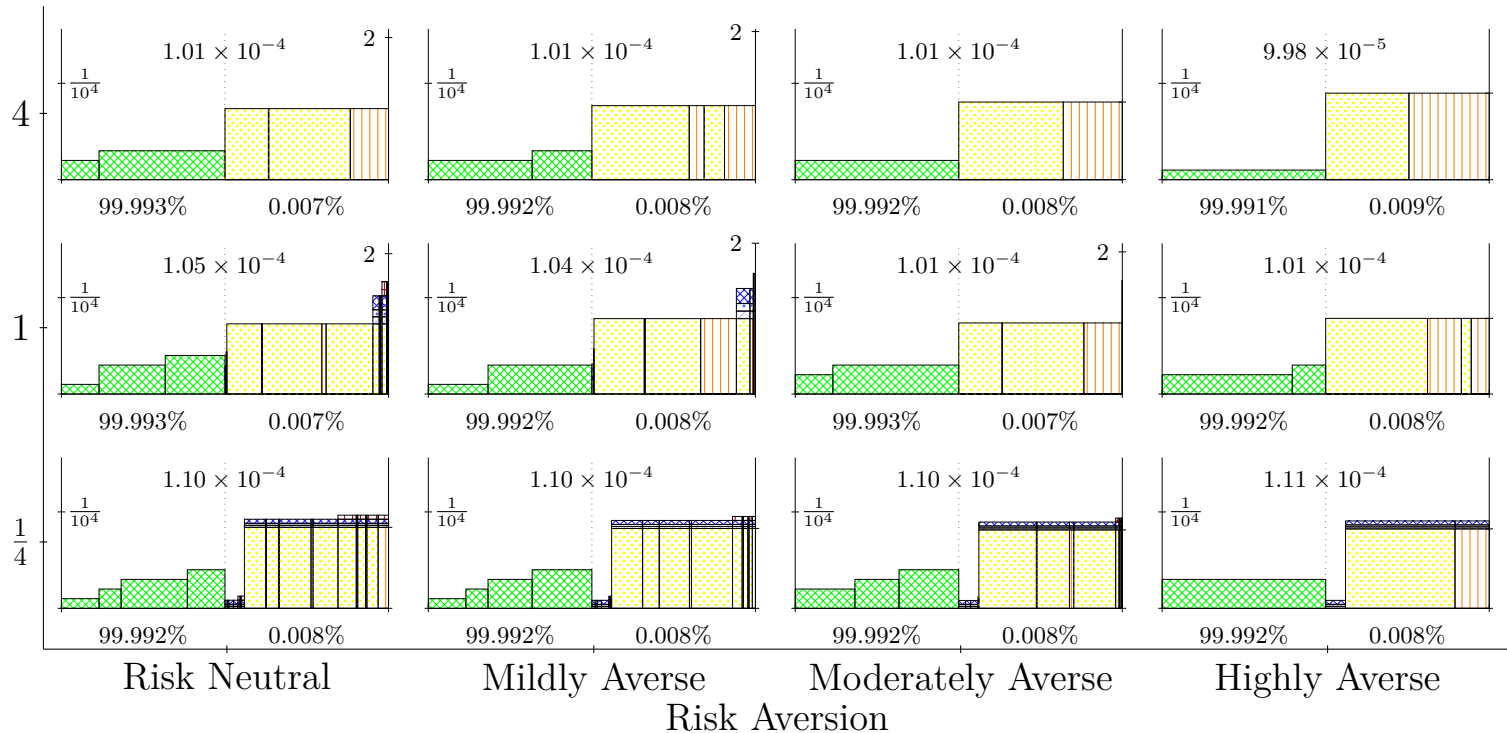 1.01 × 10⁻⁴ 2 1.01 × 10⁻⁴ 2 1.01 × 10⁻⁴ 9.98 × 10⁻⁵
4 1/10⁴ 1/10⁴ 1/10⁴ 1/10⁴
99.993% 0.007% 99.992% 0.008% 99.992% 0.008% 99.991% 0.009%
1.05 × 10⁻⁴ 2 1.04 × 10⁻⁴ 2 1.01 × 10⁻⁴ 2 1.01 × 10⁻⁴
1 1/10⁴ 1/10⁴ 1/10⁴ 1/10⁴
99.993% 0.007% 99.992% 0.008% 99.993% 0.007% 99.992% 0.008%
1.10 × 10⁻⁴ 1.10 × 10⁻⁴ 1.10 × 10⁻⁴ 1.11 × 10⁻⁴
1/4 1/10⁴ 1/10⁴ 1/10⁴ 1/10⁴
99.992% 0.008% 99.992% 0.008% 99.992% 0.008% 99.992% 0.008%
Risk Neutral Mildly Averse Moderately Averse Highly Averse
Risk Aversion